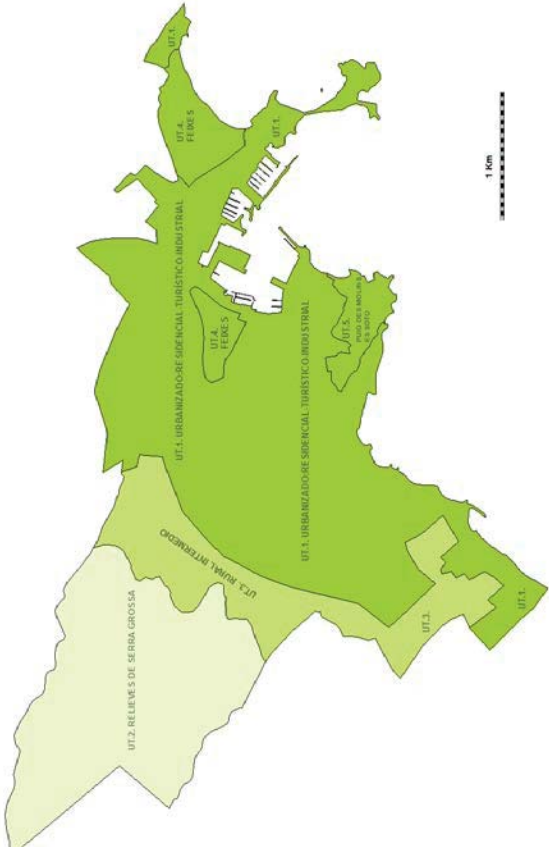 UT.1.
UT.4.
FEIXES
UT.1.
1 Km
UT.1. URBANIZADO:RESIDENCIAL.TURÍSTICO.INDUSTRIAL
UT.4.
FEIXES
UT.1. URBANIZADO:RESIDENCIAL.TURÍSTICO.INDUSTRIAL
UT.5.
PUIG DES MOLINS
ES SOTO
UT.3. RURAL INTERMEDIO
UT.2. RELIEVES DE SERRA GROSSA
UT.3.
UT.1.